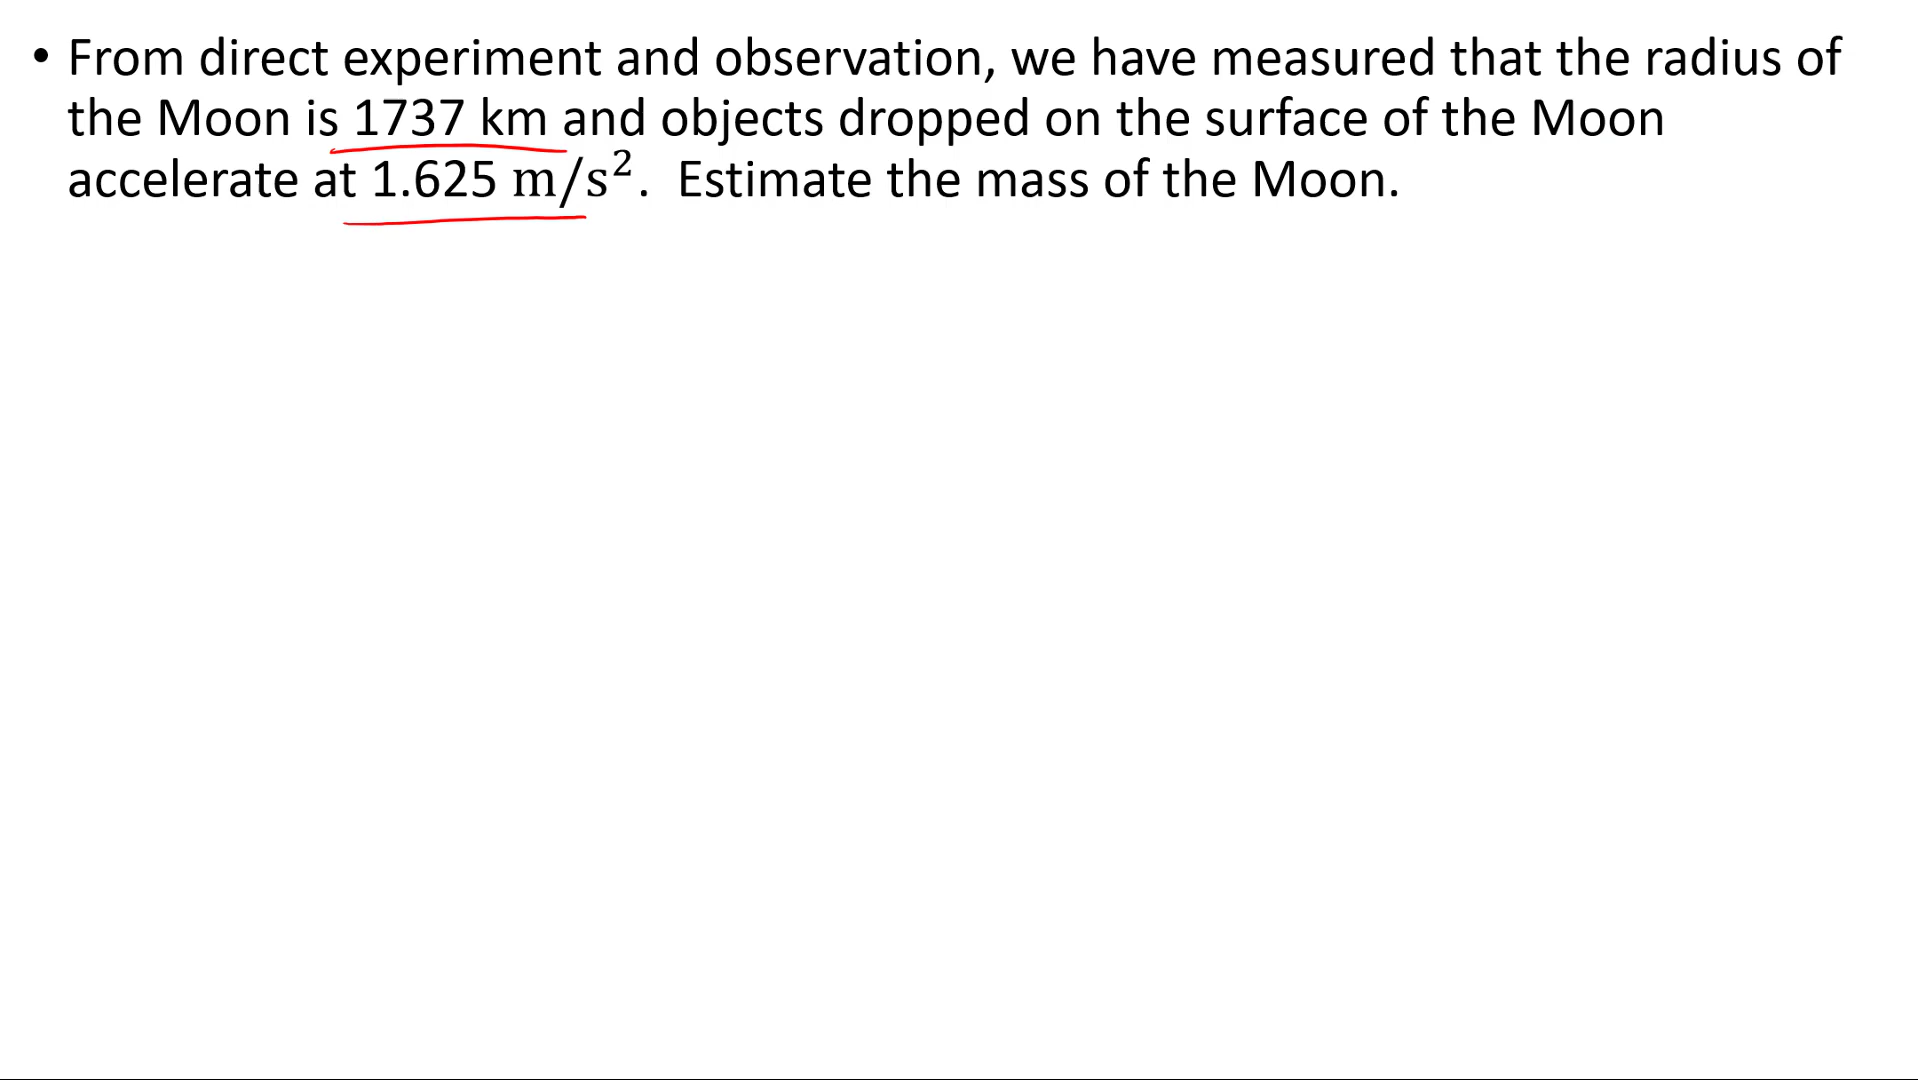 • From direct experiment and observation, we have measured that the radius of
the Moon is 1737 km and objects dropped on the surface of the Moon
accelerate at 1.625 m/s². Estimate the mass of the Moon.